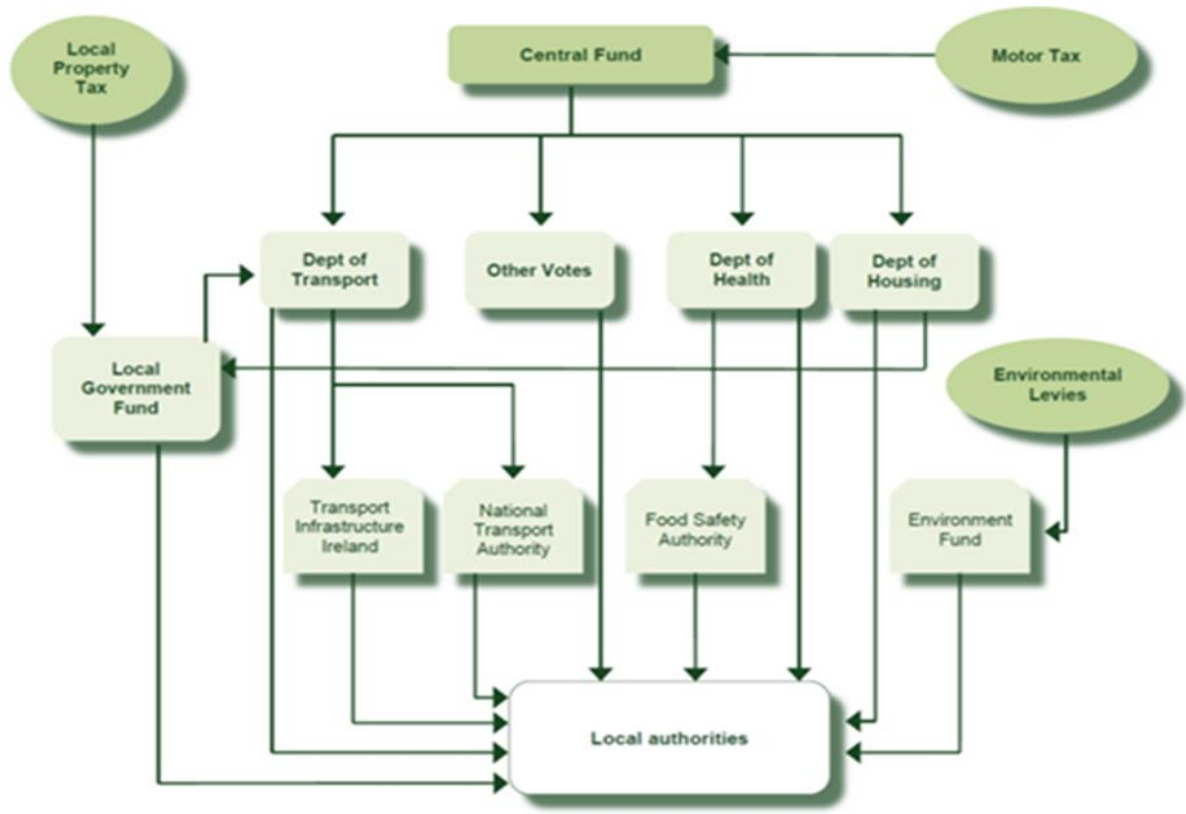 Local
Property
Tax
Central Fund
Motor Tax
Dept of
Transport
Other Votes
Dept of
Health
Dept of
Housing
Local
Government
Fund
Environmental
Levies
Transport
Infrastructure
Ireland
National
Transport
Authority
Food Safety
Authority
Environment
Fund
Local authorities